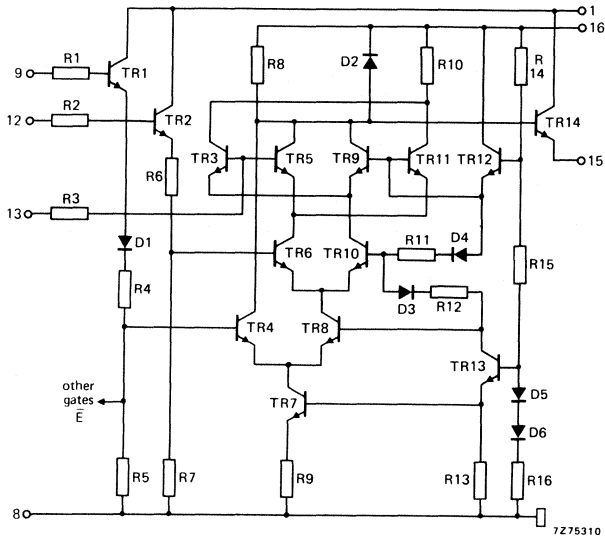 1
16
R8
D2
R10
R
14
9
R1
TR1
12
R2
TR2
TR14
TR3
TR5
TR9
TR11
TR12
15
R6
13
R3
D1
TR6
TR10
R11
D4
R15
R4
D3
R12
TR4
TR8
TR13
other
gates
E̅
TR7
D5
D6
R5
R7
R9
R13
R16
8
7Z75310